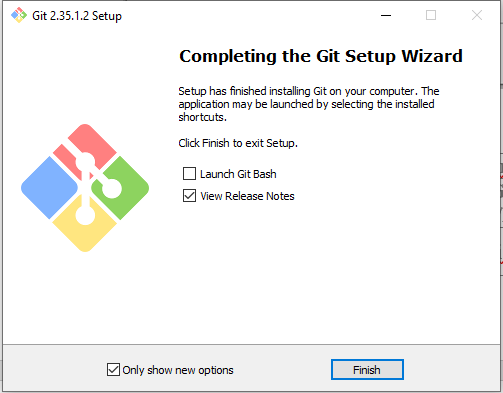 Git 2.35.1.2 Setup
Completing the Git Setup Wizard
Setup has finished installing Git on your computer. The
application may be launched by selecting the installed
shortcuts.
Click Finish to exit Setup.
Launch Git Bash
View Release Notes
Only show new options
Finish